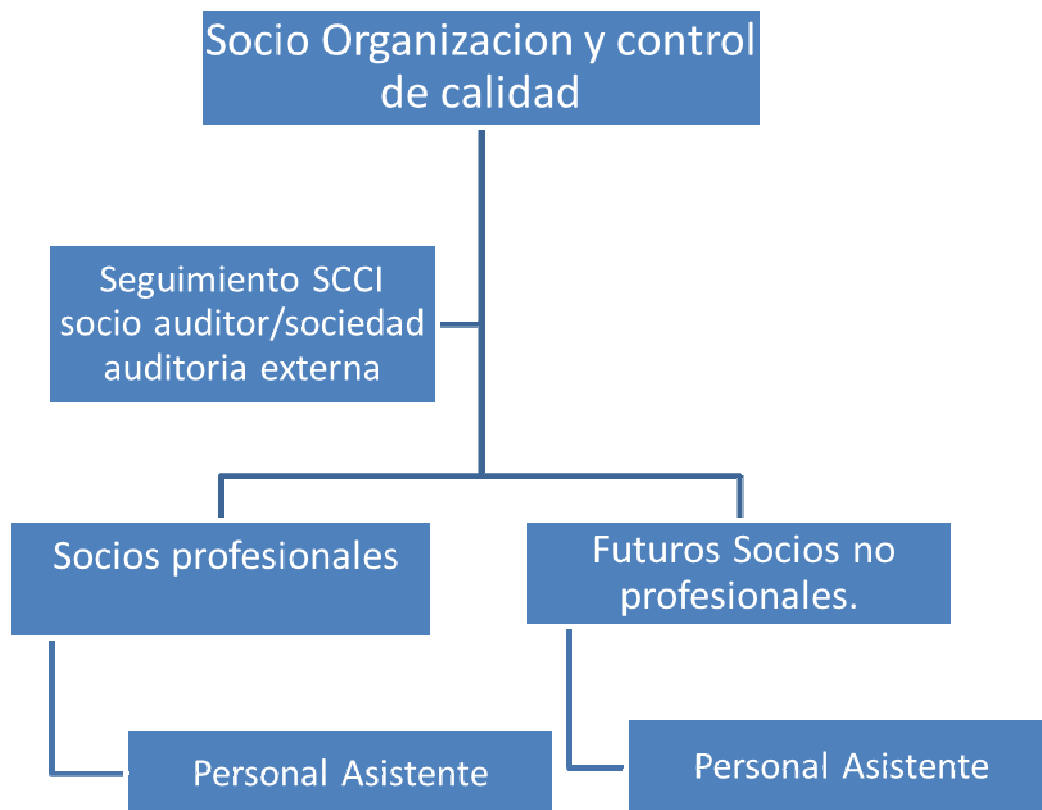 Socio Organizacion y control
de calidad
Seguimiento SCCI
socio auditor/sociedad
auditoria externa
Socios profesionales
Futuros Socios no
profesionales.
Personal Asistente
Personal Asistente